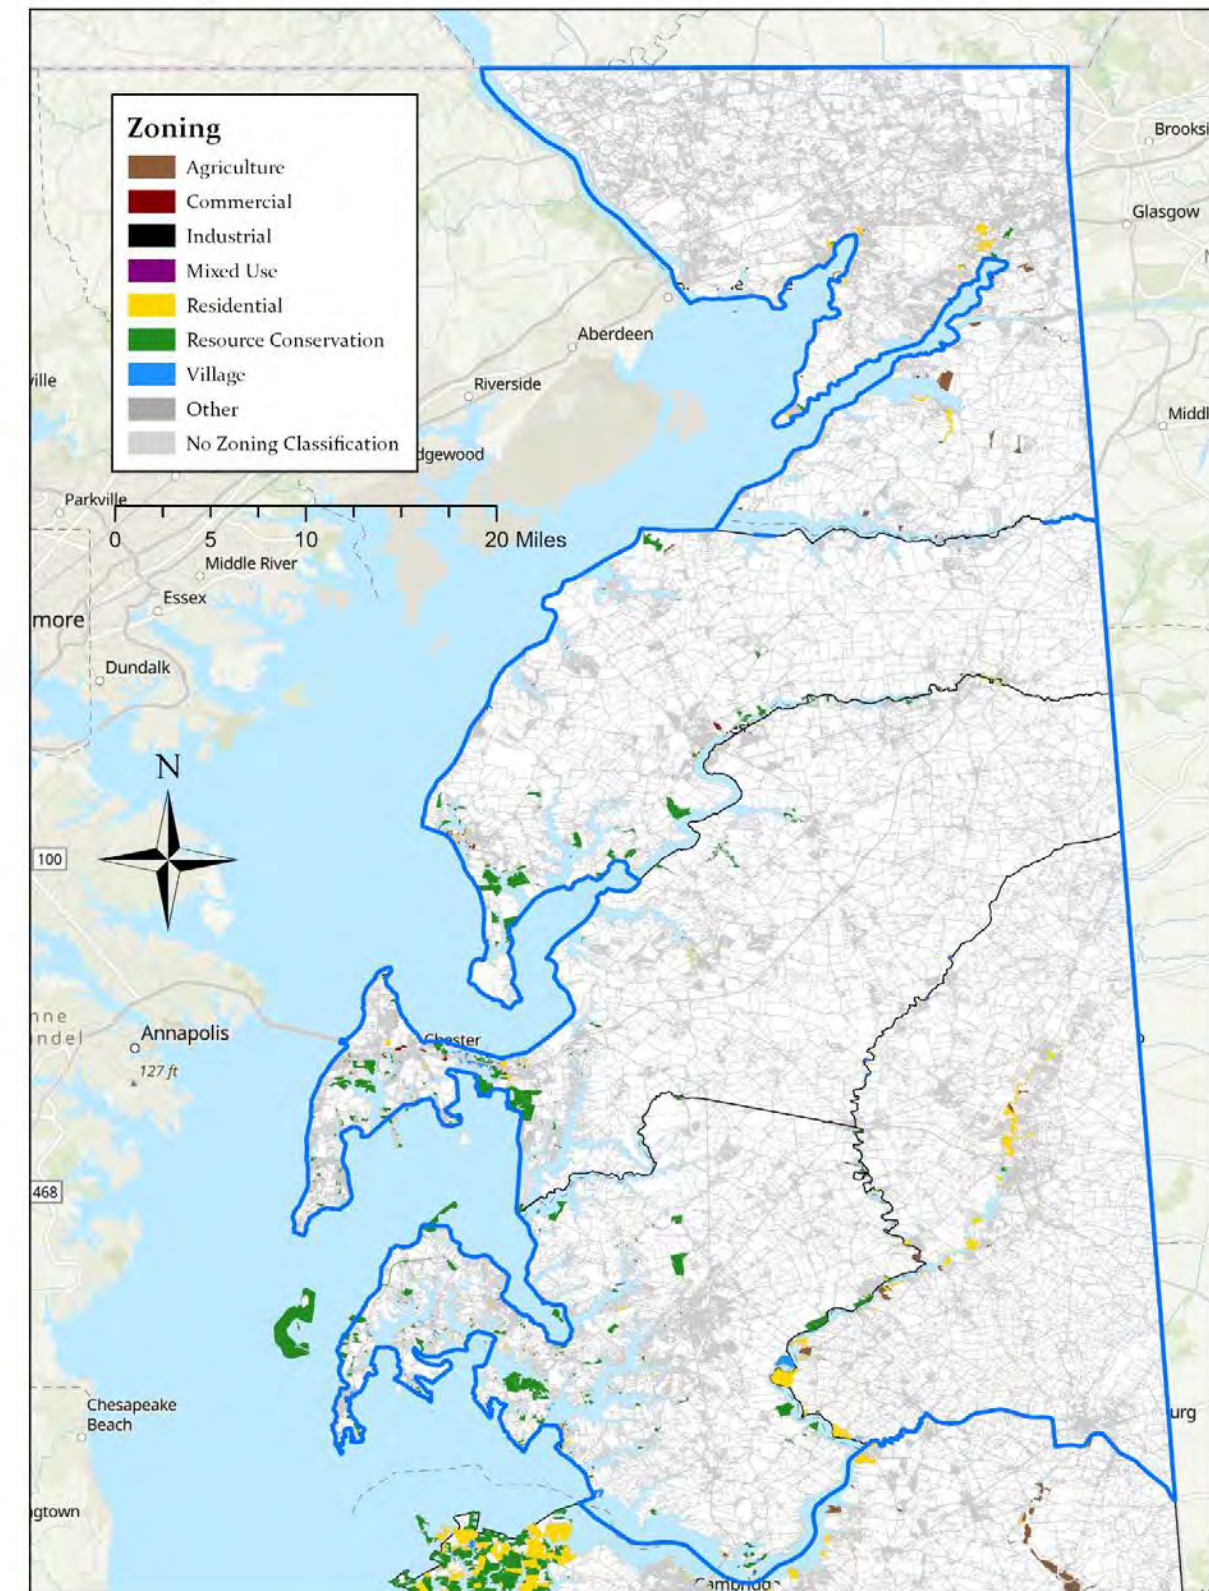 Zoning
Agriculture
Commercial
Industrial
Mixed Use
Residential
Resource Conservation
Village
Other
No Zoning Classification
Glasgow
Aberdeen
Riverside
ville
dgewood
Middl
Parkville
0 5 10 20 Miles
Middle River
Essex
more
Dundalk
N
100
Annapolis
127 ft
Chester
468
Chesapeake
Beach
urg
ngtown